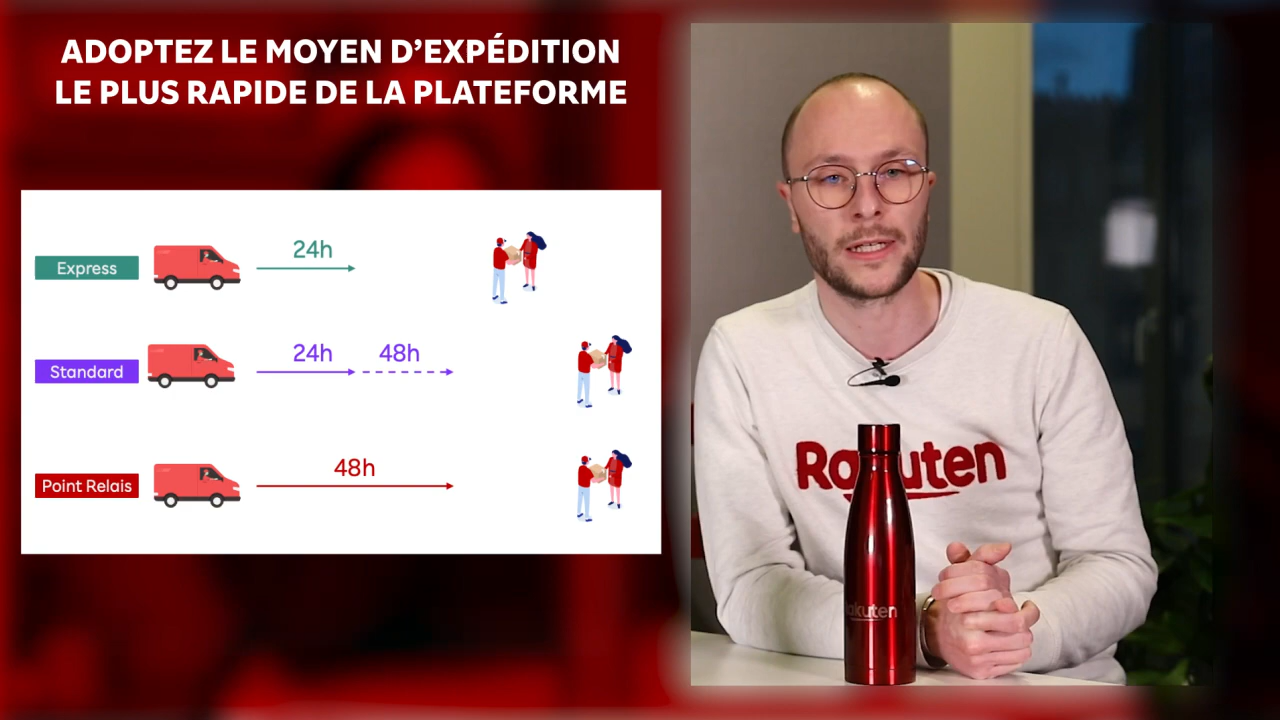 ADOPTEZ LE MOYEN D’EXPÉDITION
LE PLUS RAPIDE DE LA PLATEFORME
Express
24h
Standard
24h 48h
Point Relais
48h
Rakuten
Rakuten